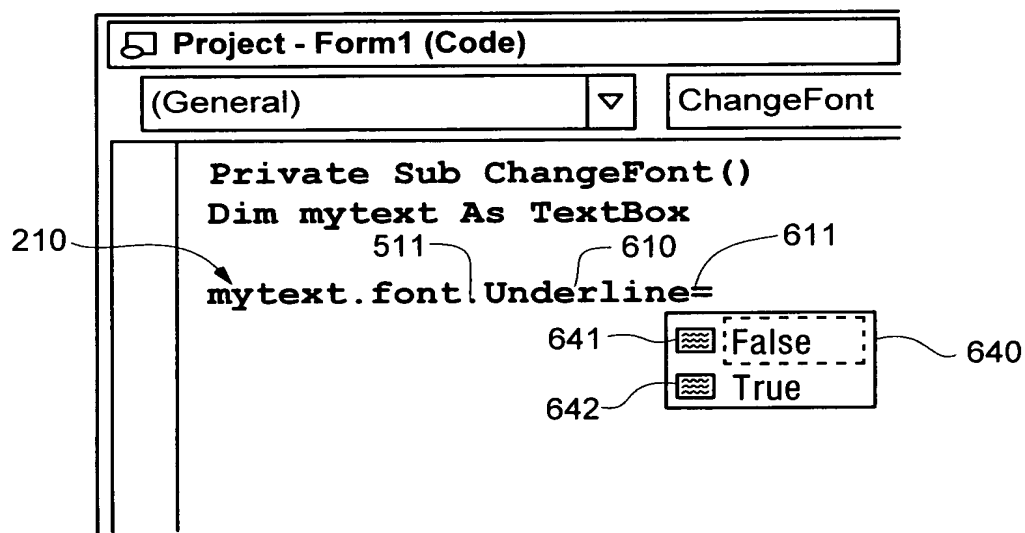 Project - Form1 (Code)
(General) ChangeFont
Private Sub ChangeFont()
Dim mytext As TextBox
210 511 610 611
mytext.font.Underline=
641 False 640
642 True